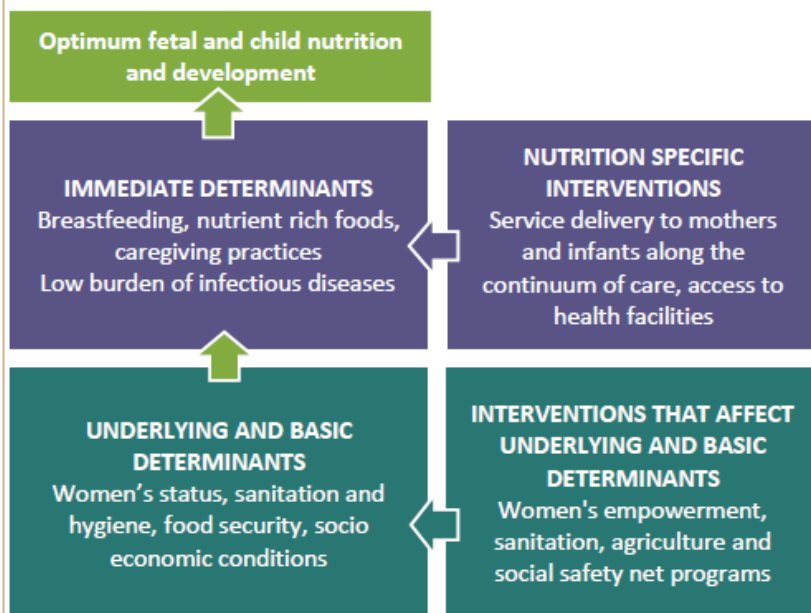 Optimum fetal and child nutrition
and development
IMMEDIATE DETERMINANTS
Breastfeeding, nutrient rich foods,
caregiving practices
Low burden of infectious diseases
NUTRITION SPECIFIC
INTERVENTIONS
Service delivery to mothers
and infants along the
continuum of care, access to
health facilities
UNDERLYING AND BASIC
DETERMINANTS
Women’s status, sanitation and
hygiene, food security, socio
economic conditions
INTERVENTIONS THAT AFFECT
UNDERLYING AND BASIC
DETERMINANTS
Women's empowerment,
sanitation, agriculture and
social safety net programs